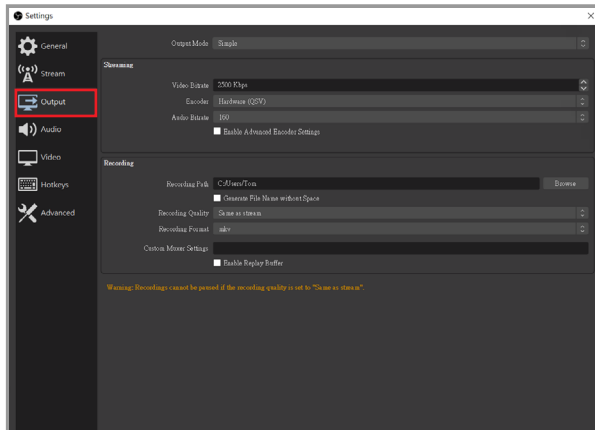 Settings
General
Stream
Output
Audio
Video
Hotkeys
Advanced
Output Mode Simple
Streaming
Video Bitrate 2500 Kbps
Encoder Hardware (QSV)
Audio Bitrate 160
Enable Advanced Encoder Settings
Recording
Recording Path C:/Users/Tom Browse
Generate File Name without Space
Recording Quality Same as stream
Recording Format mkv
Custom Muxer Settings
Enable Replay Buffer
Warning: Recordings cannot be paused if the recording quality is set to "Same as stream".